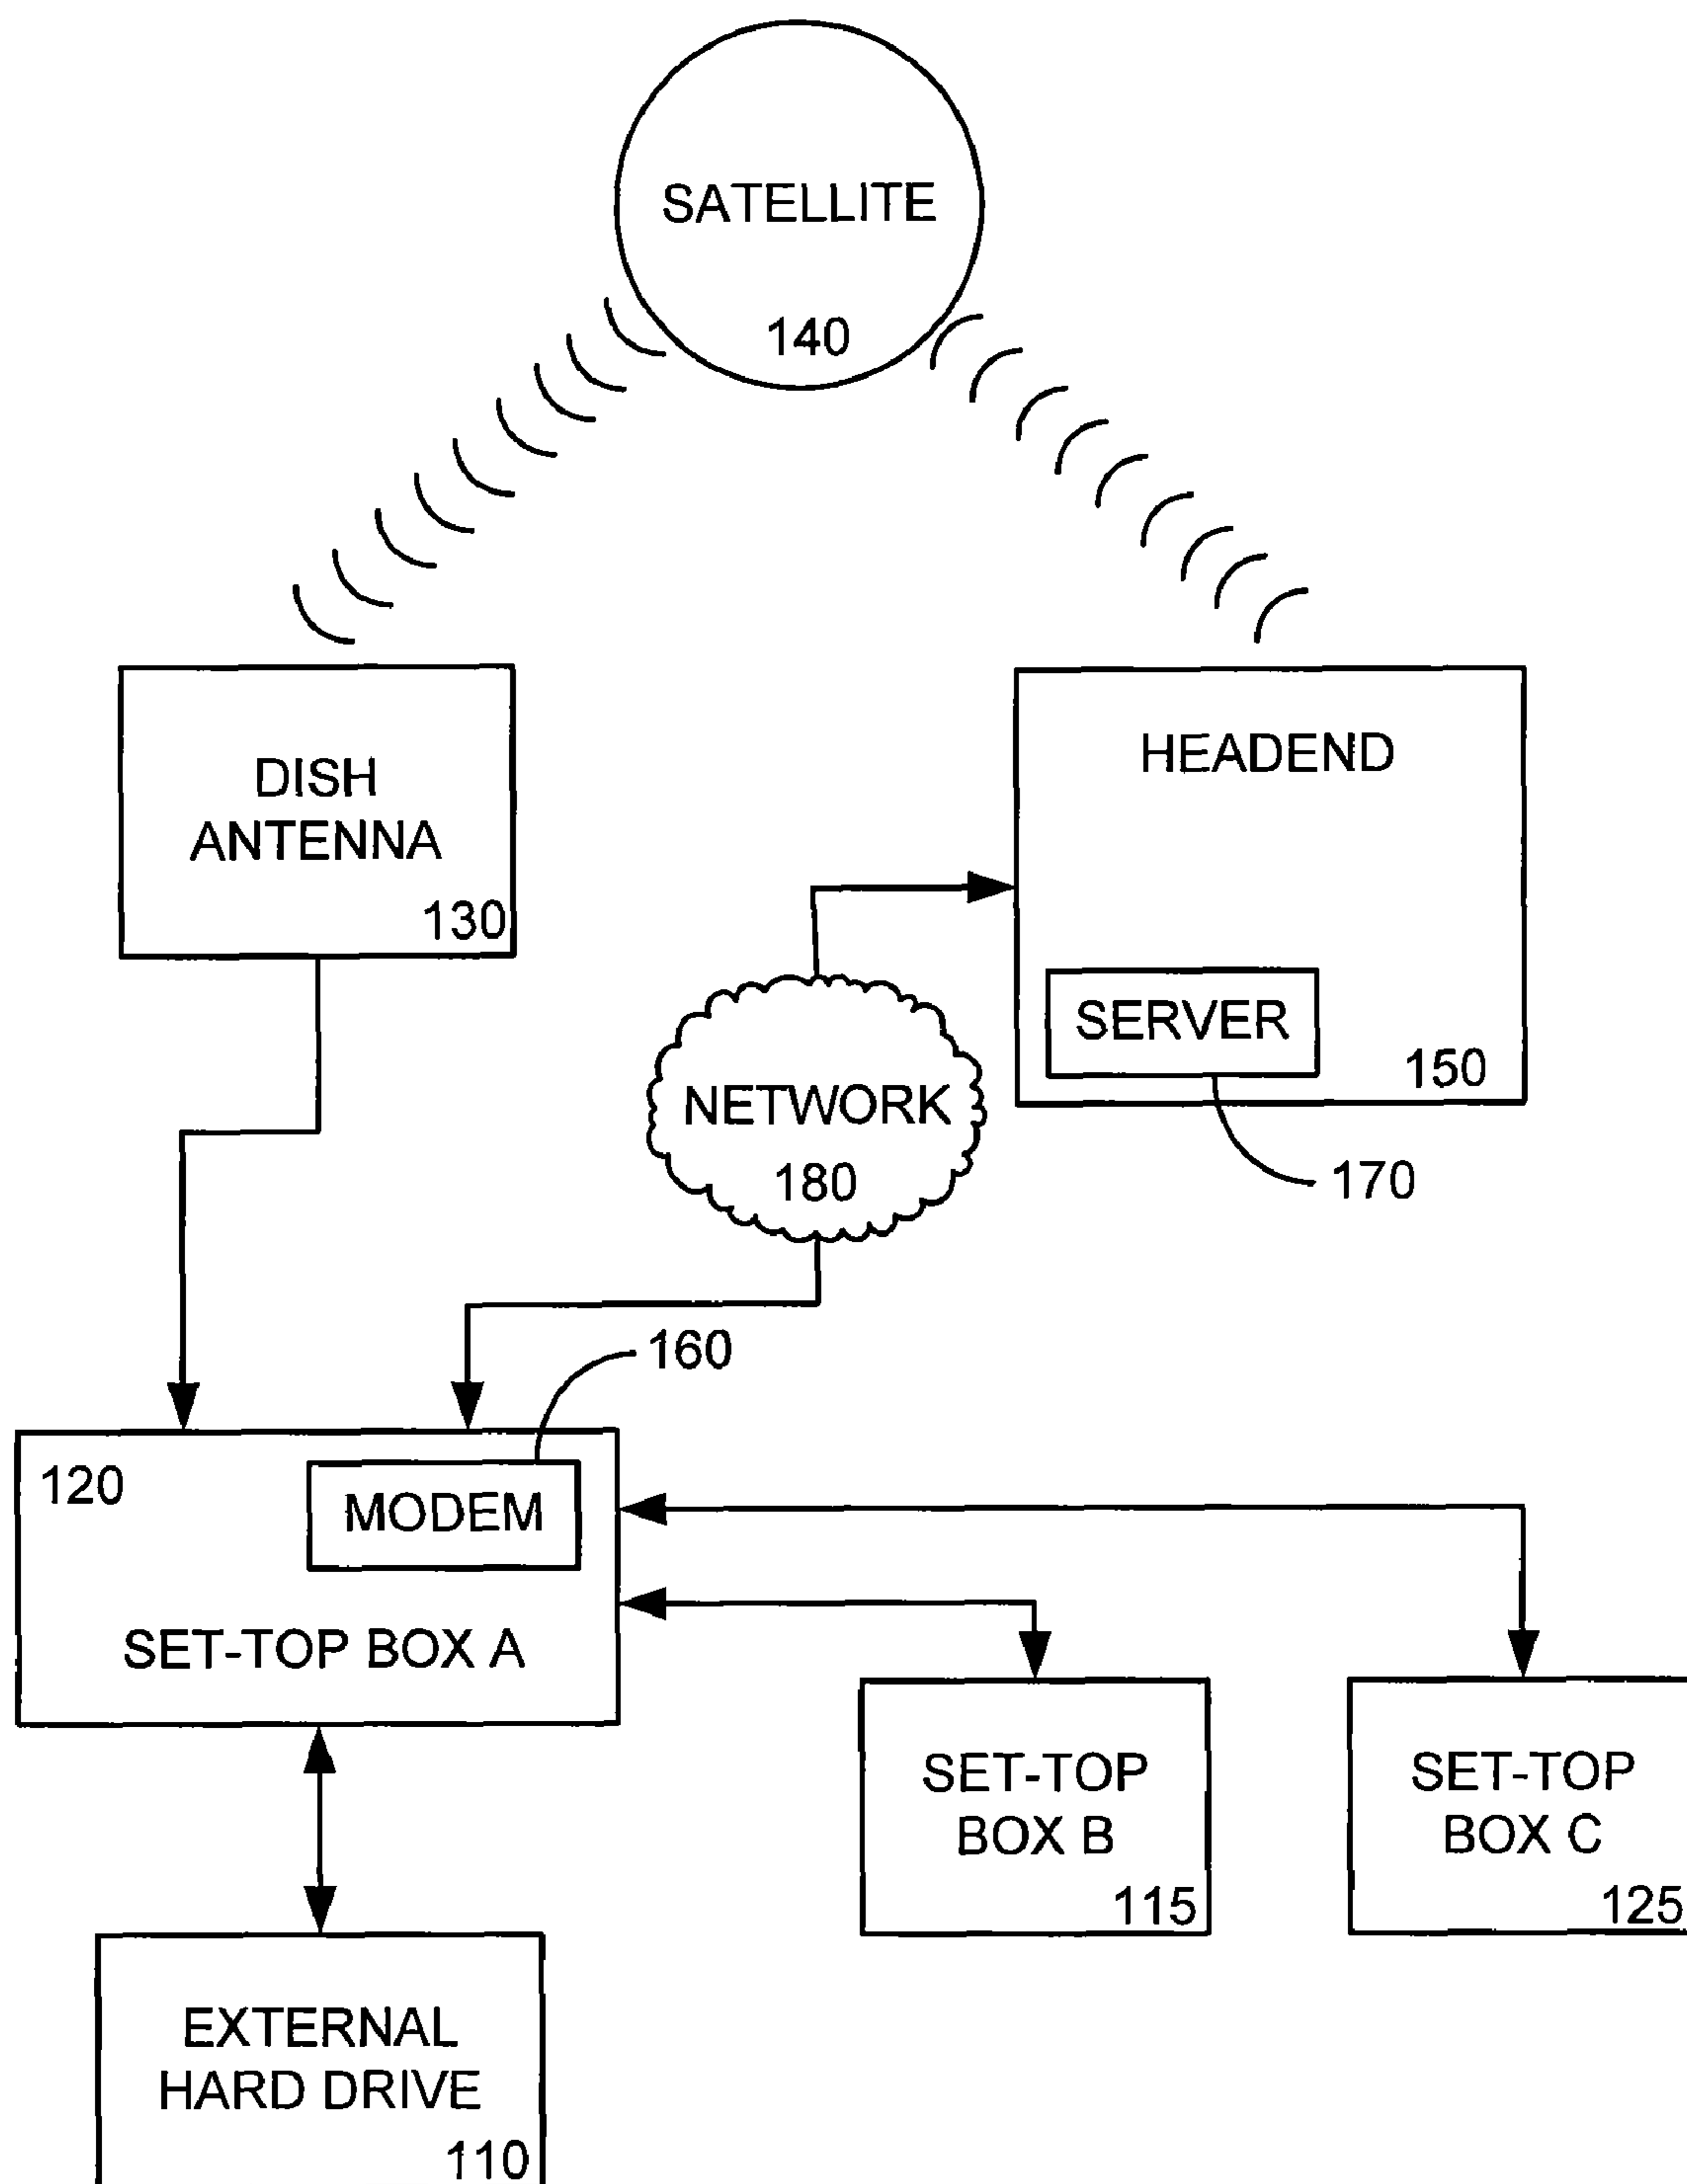 SATELLITE
140
DISH
ANTENNA
130
HEADEND
SERVER
150
170
NETWORK
180
160
120
MODEM
SET-TOP BOX A
SET-TOP
BOX B
115
SET-TOP
BOX C
125
EXTERNAL
HARD DRIVE
110